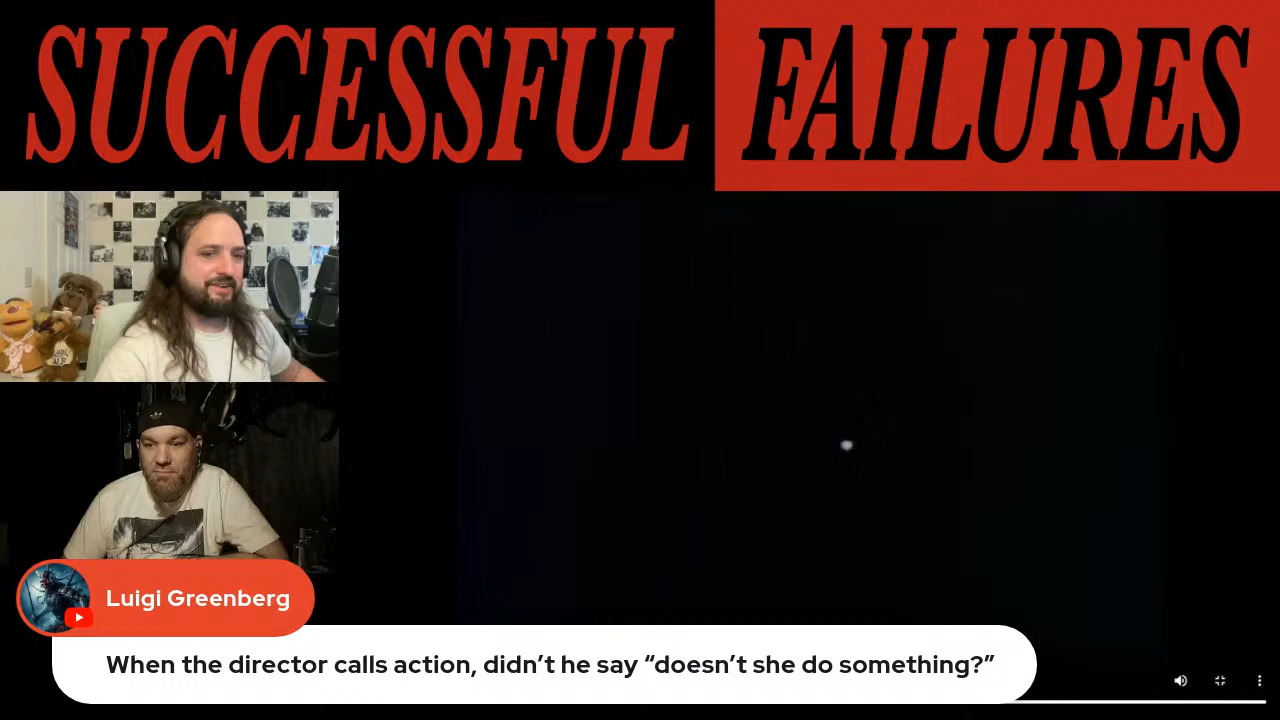 SUCCESSFUL FAILURES
Luigi Greenberg
When the director calls action, didn’t he say “doesn’t she do something?”